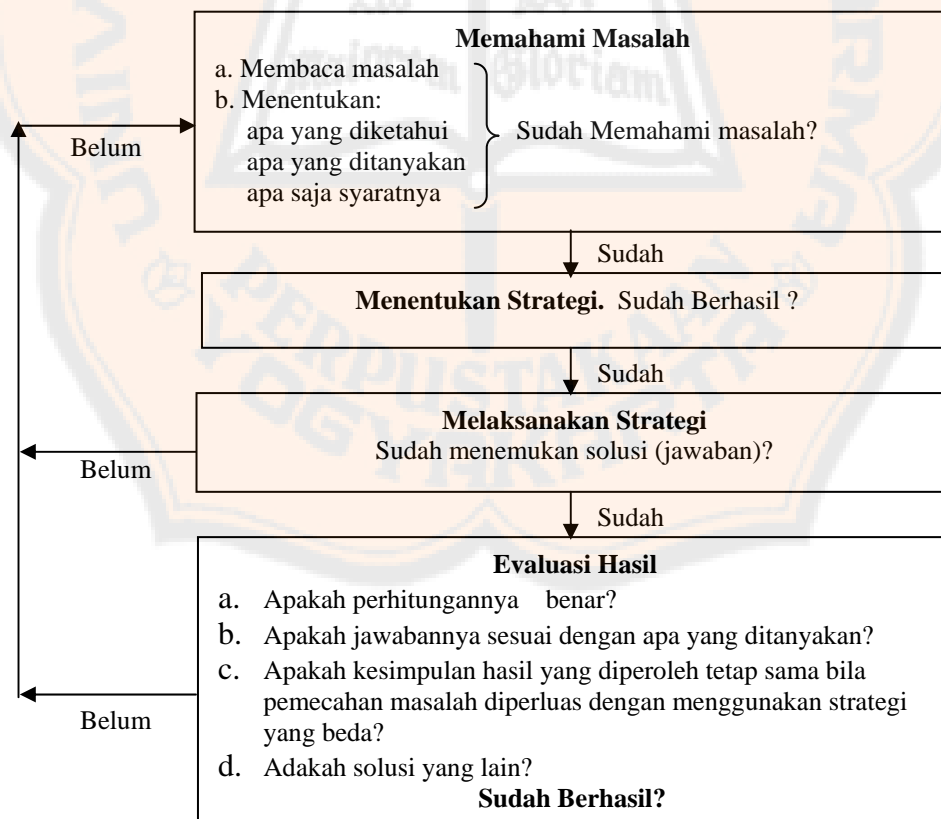 Memahami Masalah
a. Membaca masalah
b. Menentukan:
apa yang diketahui
apa yang ditanyakan
apa saja syaratnya
Sudah Memahami masalah?
Belum
Sudah
Menentukan Strategi. Sudah Berhasil ?
Sudah
Melaksanakan Strategi
Sudah menemukan solusi (jawaban)?
Belum
Sudah
Evaluasi Hasil
a. Apakah perhitungannya benar?
b. Apakah jawabannya sesuai dengan apa yang ditanyakan?
c. Apakah kesimpulan hasil yang diperoleh tetap sama bila
pemecahan masalah diperluas dengan menggunakan strategi
yang beda?
d. Adakah solusi yang lain?
Sudah Berhasil?
Belum
PERPUSTAKAAN
YOGYAKARTA
Gloriam